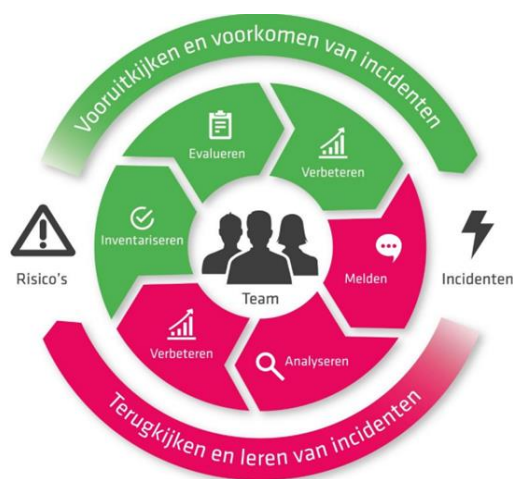 Vooruitkijken en voorkomen van incidenten
Evalueren
Verbeteren
Inventariseren
Risico's
Melden
Incidenten
Team
Verbeteren
Analyseren
Terugkijken en leren van incidenten